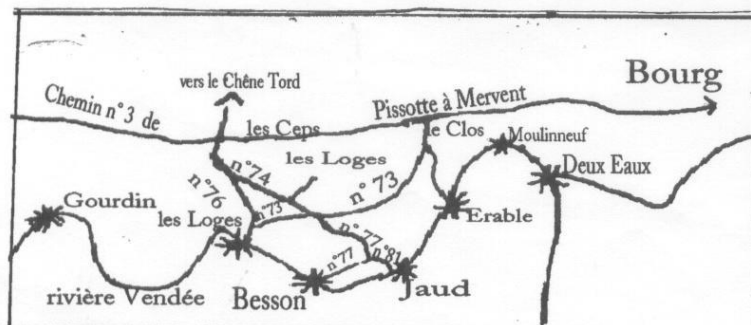 Bourg
vers le Chêne Tord
Chemin n° 3 de
Pissotte à Mervent
les Ceps
le Clos
Moulinneuf
les Loges
Deux Eaux
n°74
n°76
n° 73
n°73
Gourdin
les Loges
Erable
n° 77
n°77
n°81
rivière Vendée
Besson
Jaud